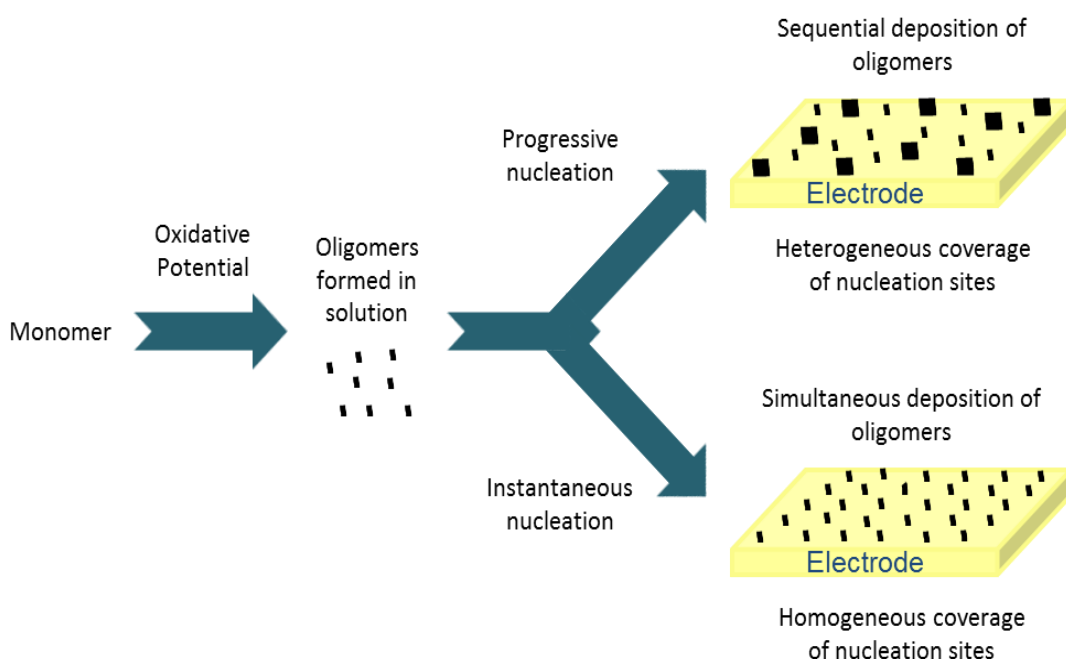 Monomer
Oxidative
Potential
Oligomers
formed in
solution
Progressive
nucleation
Instantaneous
nucleation
Sequential deposition of
oligomers
Electrode
Heterogeneous coverage
of nucleation sites
Simultaneous deposition of
oligomers
Electrode
Homogeneous coverage
of nucleation sites